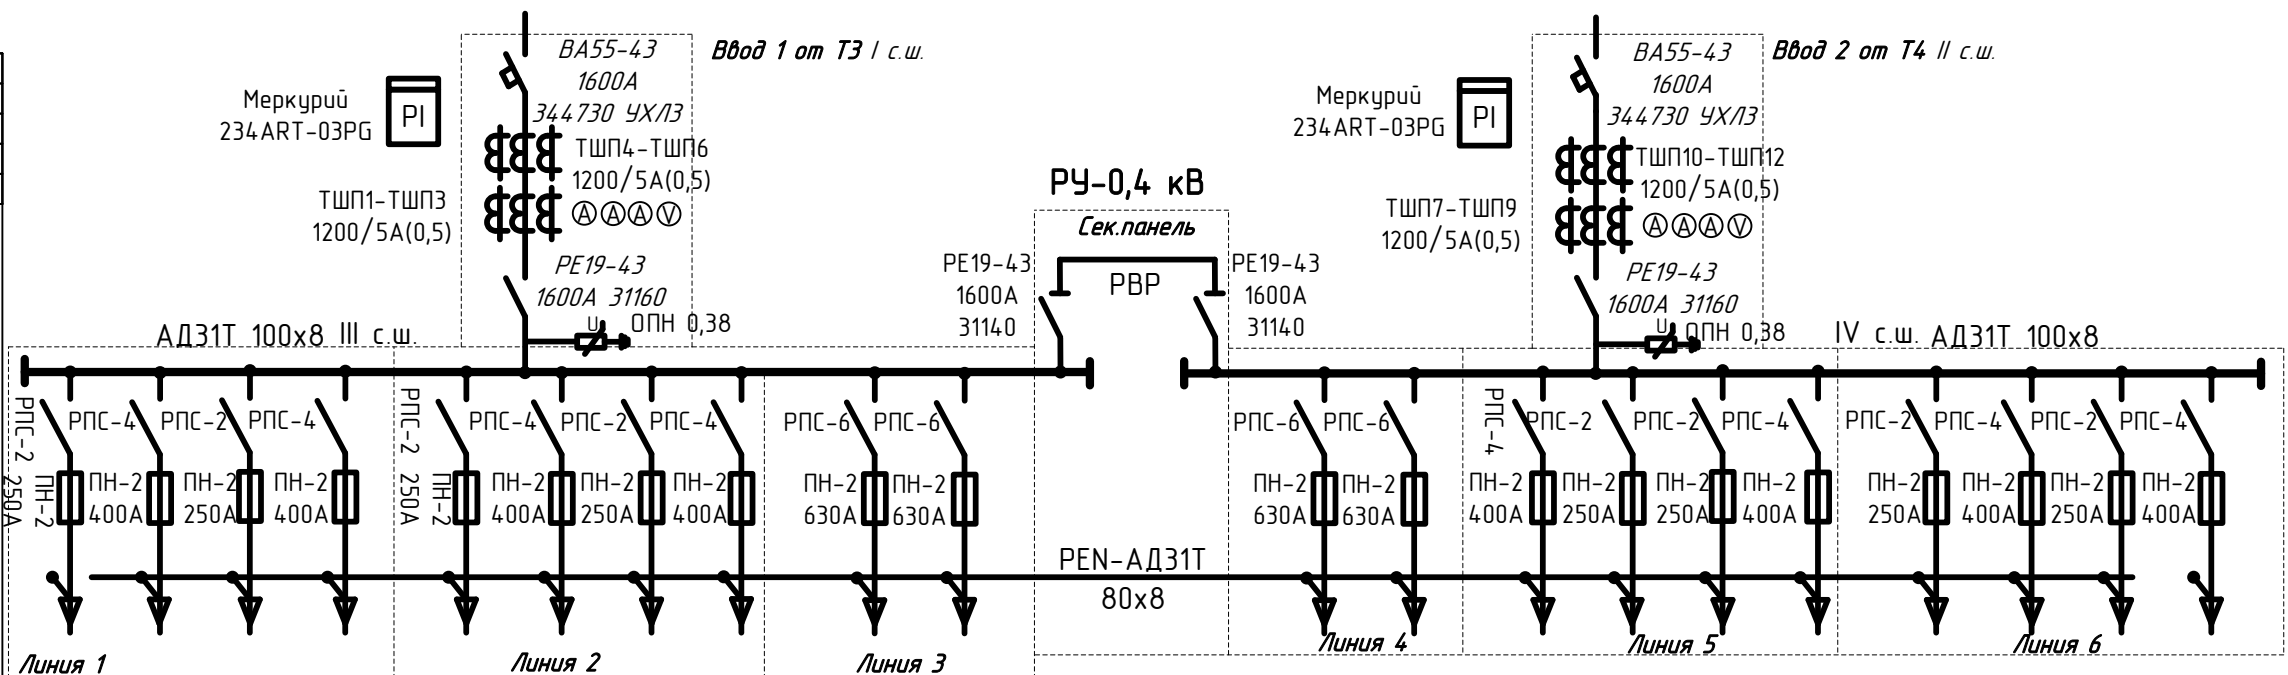 ВА55-43
1600А
344730 УХЛ3
Ввод 1 от Т3 I с.ш.
Меркурий
234ART-03PG
PI
ТШП4-ТШП6
1200/5А(0,5)
ТШП1-ТШП3
1200/5А(0,5)
A A A V
РЕ19-43
1600А 31160
U
ОПН 0,38
АД31Т 100х8 III с.ш.
РУ-0,4 кВ
Сек.панель
РЕ19-43
1600А
31140
РВР
РЕ19-43
1600А
31140
ВА55-43
1600А
344730 УХЛ3
Ввод 2 от Т4 II с.ш.
Меркурий
234ART-03PG
PI
ТШП10-ТШП12
1200/5А(0,5)
ТШП7-ТШП9
1200/5А(0,5)
A A A V
РЕ19-43
1600А 31160
U
ОПН 0,38
IV с.ш. АД31Т 100х8
РПС-2
ПН-2
250А
РПС-4
ПН-2
400А
РПС-2
ПН-2
250А
РПС-4
ПН-2
400А
Линия 1
РПС-2
250А
ПН-2
РПС-4
ПН-2
400А
РПС-2
ПН-2
250А
РПС-4
ПН-2
400А
Линия 2
РПС-6
ПН-2
630А
РПС-6
ПН-2
630А
Линия 3
PEN-АД31Т
80х8
РПС-6
ПН-2
630А
РПС-6
ПН-2
630А
Линия 4
РПС-4
ПН-2
400А
РПС-2
ПН-2
250А
РПС-2
ПН-2
250А
РПС-4
ПН-2
400А
Линия 5
РПС-2
ПН-2
250А
РПС-4
ПН-2
400А
РПС-2
ПН-2
250А
РПС-4
ПН-2
400А
Линия 6